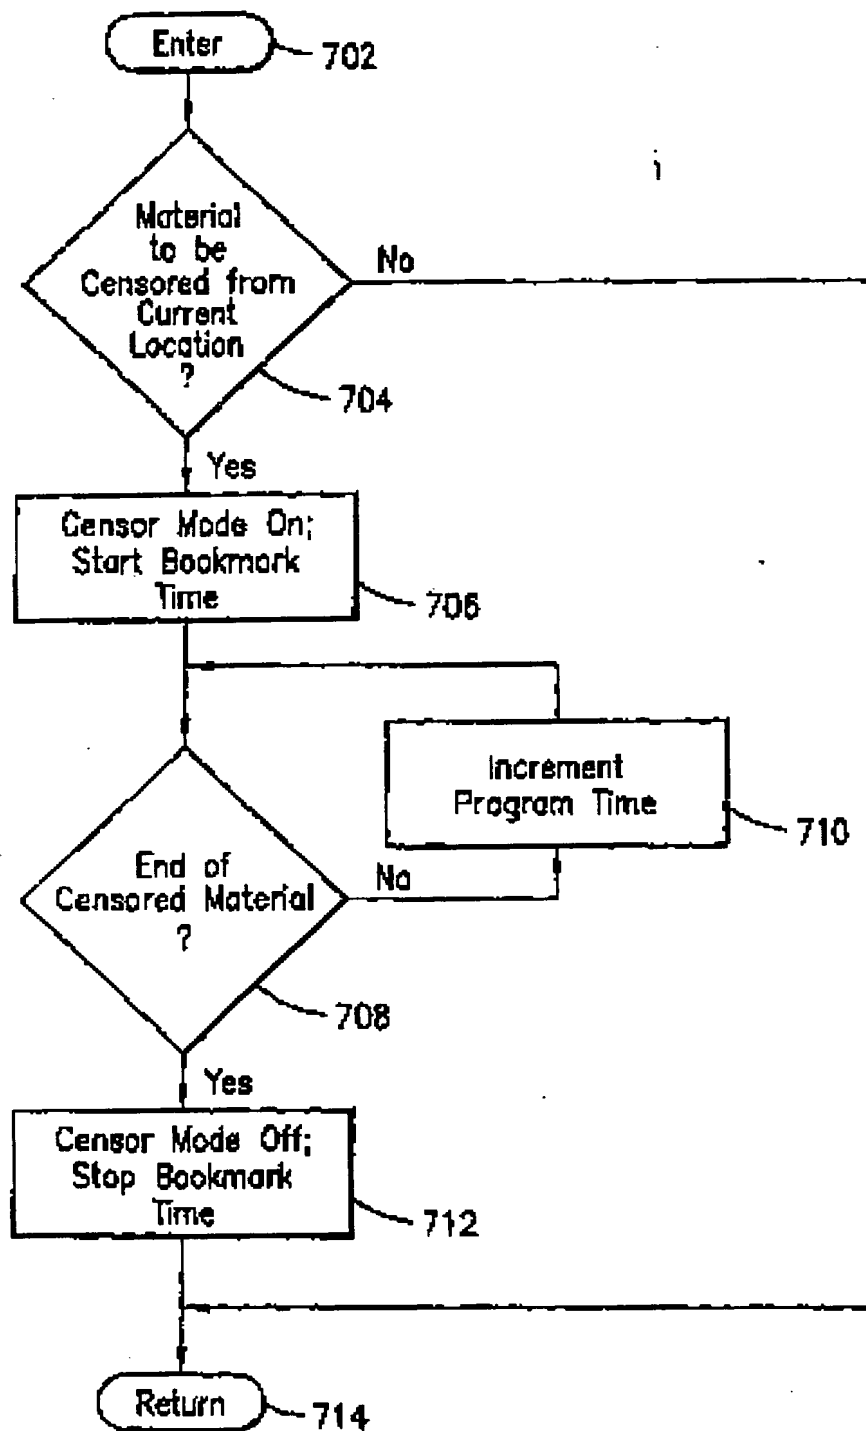 Enter
702
Material
to be
Censored from
Current
Location
?
No
704
Yes
Censor Mode On;
Start Bookmark
Time
706
Increment
Program Time
710
End of
Censored Material
?
No
708
Yes
Censor Mode Off;
Stop Bookmark
Time
712
Return
714